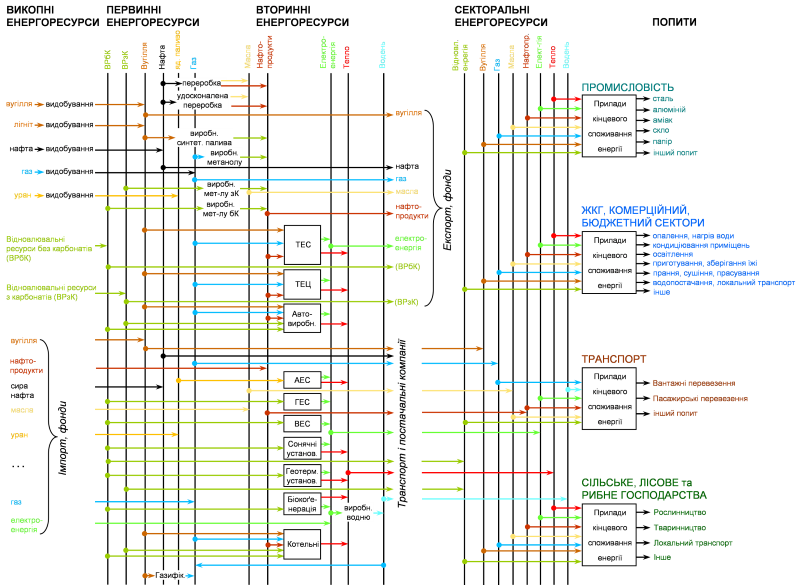 ВИКОПНІ
ЕНЕРГОРЕСУРСИ
ПЕРВИННІ
ЕНЕРГОРЕСУРСИ
ВТОРИННІ
ЕНЕРГОРЕСУРСИ
СЕКТОРАЛЬНІ
ЕНЕРГОРЕСУРСИ
ПОПИТИ
ВРбК
ВРзК
Вугілля
Нафта
яд. паливо
Газ
Масла
Нафто-
продукти
Електро-
енергія
Тепло
Водень
Відновл.
енрегія
Вугілля
Газ
Масла
Нафтопр.
Елект-гія
Тепло
Водень
переробка
удосконалена
переробка
вугілля
видобування
лігніт
видобування
нафта
видобування
газ
видобування
уран
видобування
вугілля
виробн.
синтет. палива
виробн.
метанолу
виробн.
мет-лу зК
виробн.
мет-лу бК
нафта
газ
масла
нафто-
продукти
електро-
енергія
(ВРбК)
(ВРзК)
Експорт, фонди
Відновлювальні
ресурси без карбонатів
(ВРбК)
Відновлювальні ресурси
з карбонатів (ВРзК)
ТЕС
ТЕЦ
Авто-
виробн.
АЕС
ГЕС
ВЕС
Сонячні
установ.
Геотерм.
установ.
Біокоґе-
нерація
виробн.
водню
Котельні
Газифік.
вугілля
нафто-
продукти
сира
нафта
масла
уран
...
газ
електро-
енергія
Імпорт, фонди
Транспорт і постачальні компанії
ПРОМИСЛОВІСТЬ
Прилади
кінцевого
споживання
енергії
сталь
алюміній
аміак
скло
папір
інший попит
ЖКГ, КОМЕРЦІЙНИЙ,
БЮДЖЕТНИЙ СЕКТОРИ
Прилади
кінцевого
споживання
енергії
опалення, нагрів води
кондиціювання приміщень
освітлення
приготування, зберігання їжі
прання, сушіння, прасування
водопостачання, локальний транспорт
інше
ТРАНСПОРТ
Прилади
кінцевого
споживання
енергії
Вантажні перевезення
Пасажирські перевезення
інший попит
СІЛЬСЬКЕ, ЛІСОВЕ та
РИБНЕ ГОСПОДАРСТВА
Прилади
кінцевого
споживання
енергії
Рослинництво
Тваринництво
Локальний транспорт
Інше